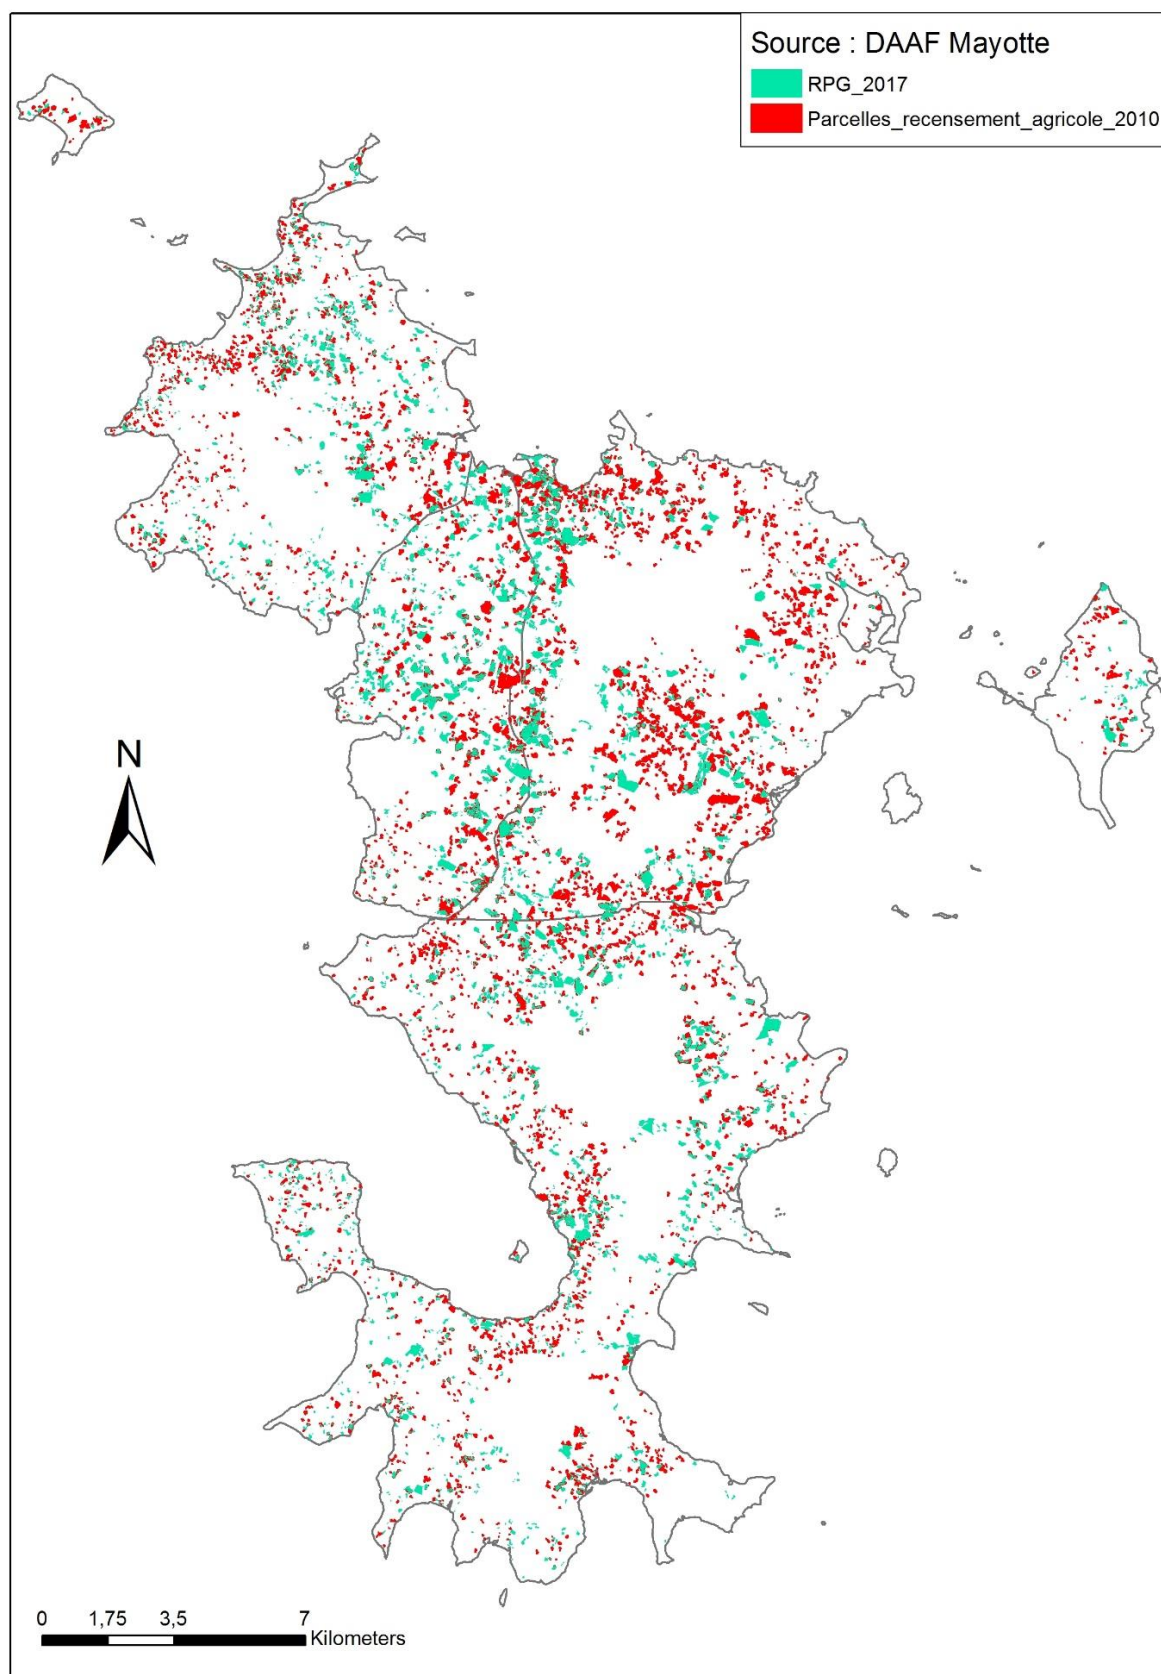 Source : DAAF Mayotte
RPG_2017
Parcelles_recensement_agricole_2010
N
0 1,75 3,5 7
Kilometers